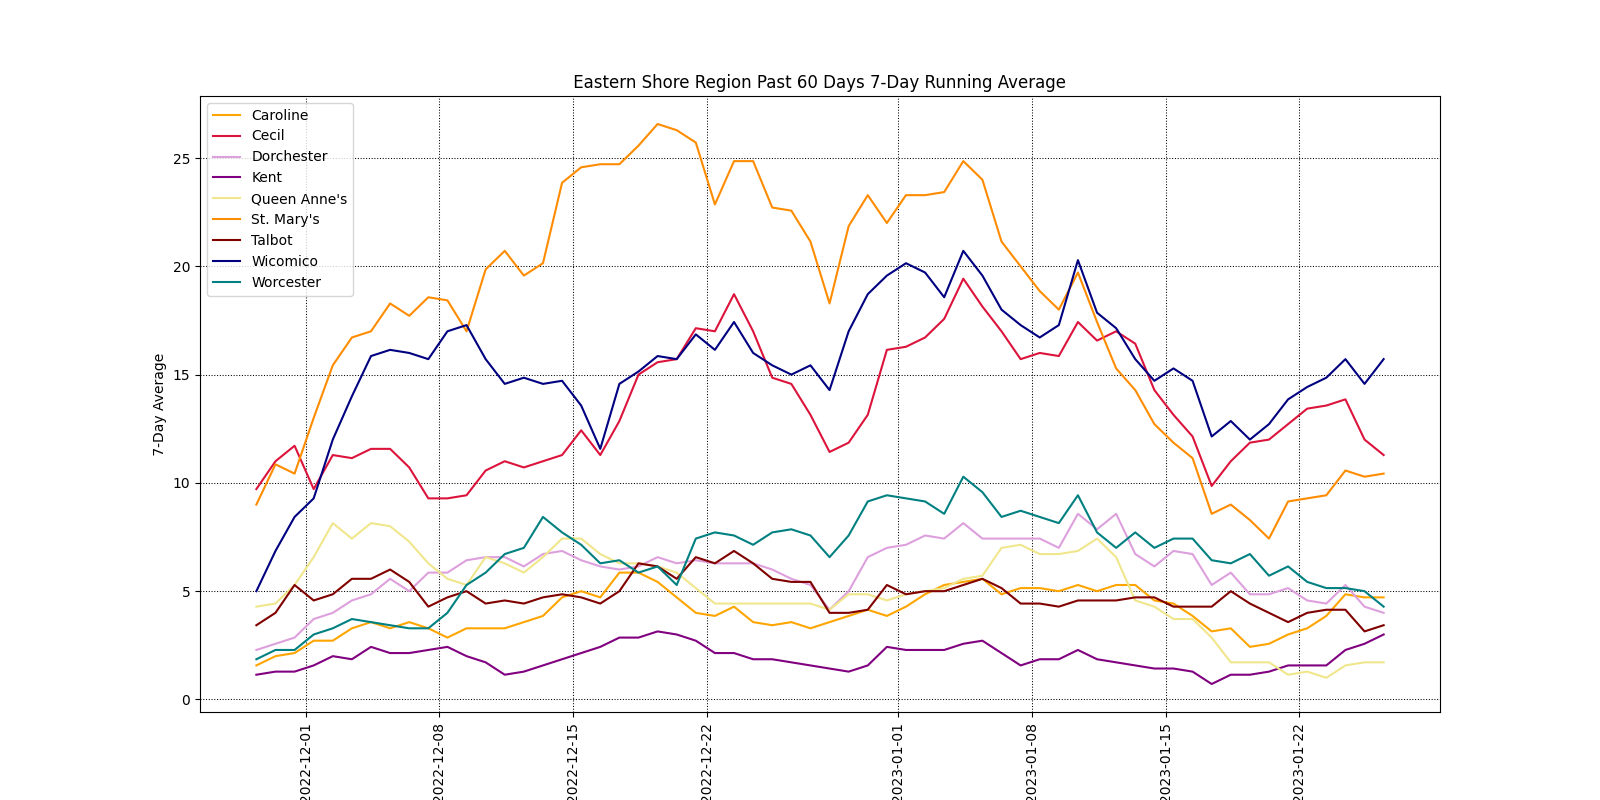 Eastern Shore Region Past 60 Days 7-Day Running Average
Caroline
Cecil
Dorchester
Kent
Queen Anne's
St. Mary's
Talbot
Wicomico
Worcester
7-Day Average
25
20
15
10
5
0
2022-12-01
2022-12-08
2022-12-15
2022-12-22
2023-01-01
2023-01-08
2023-01-15
2023-01-22